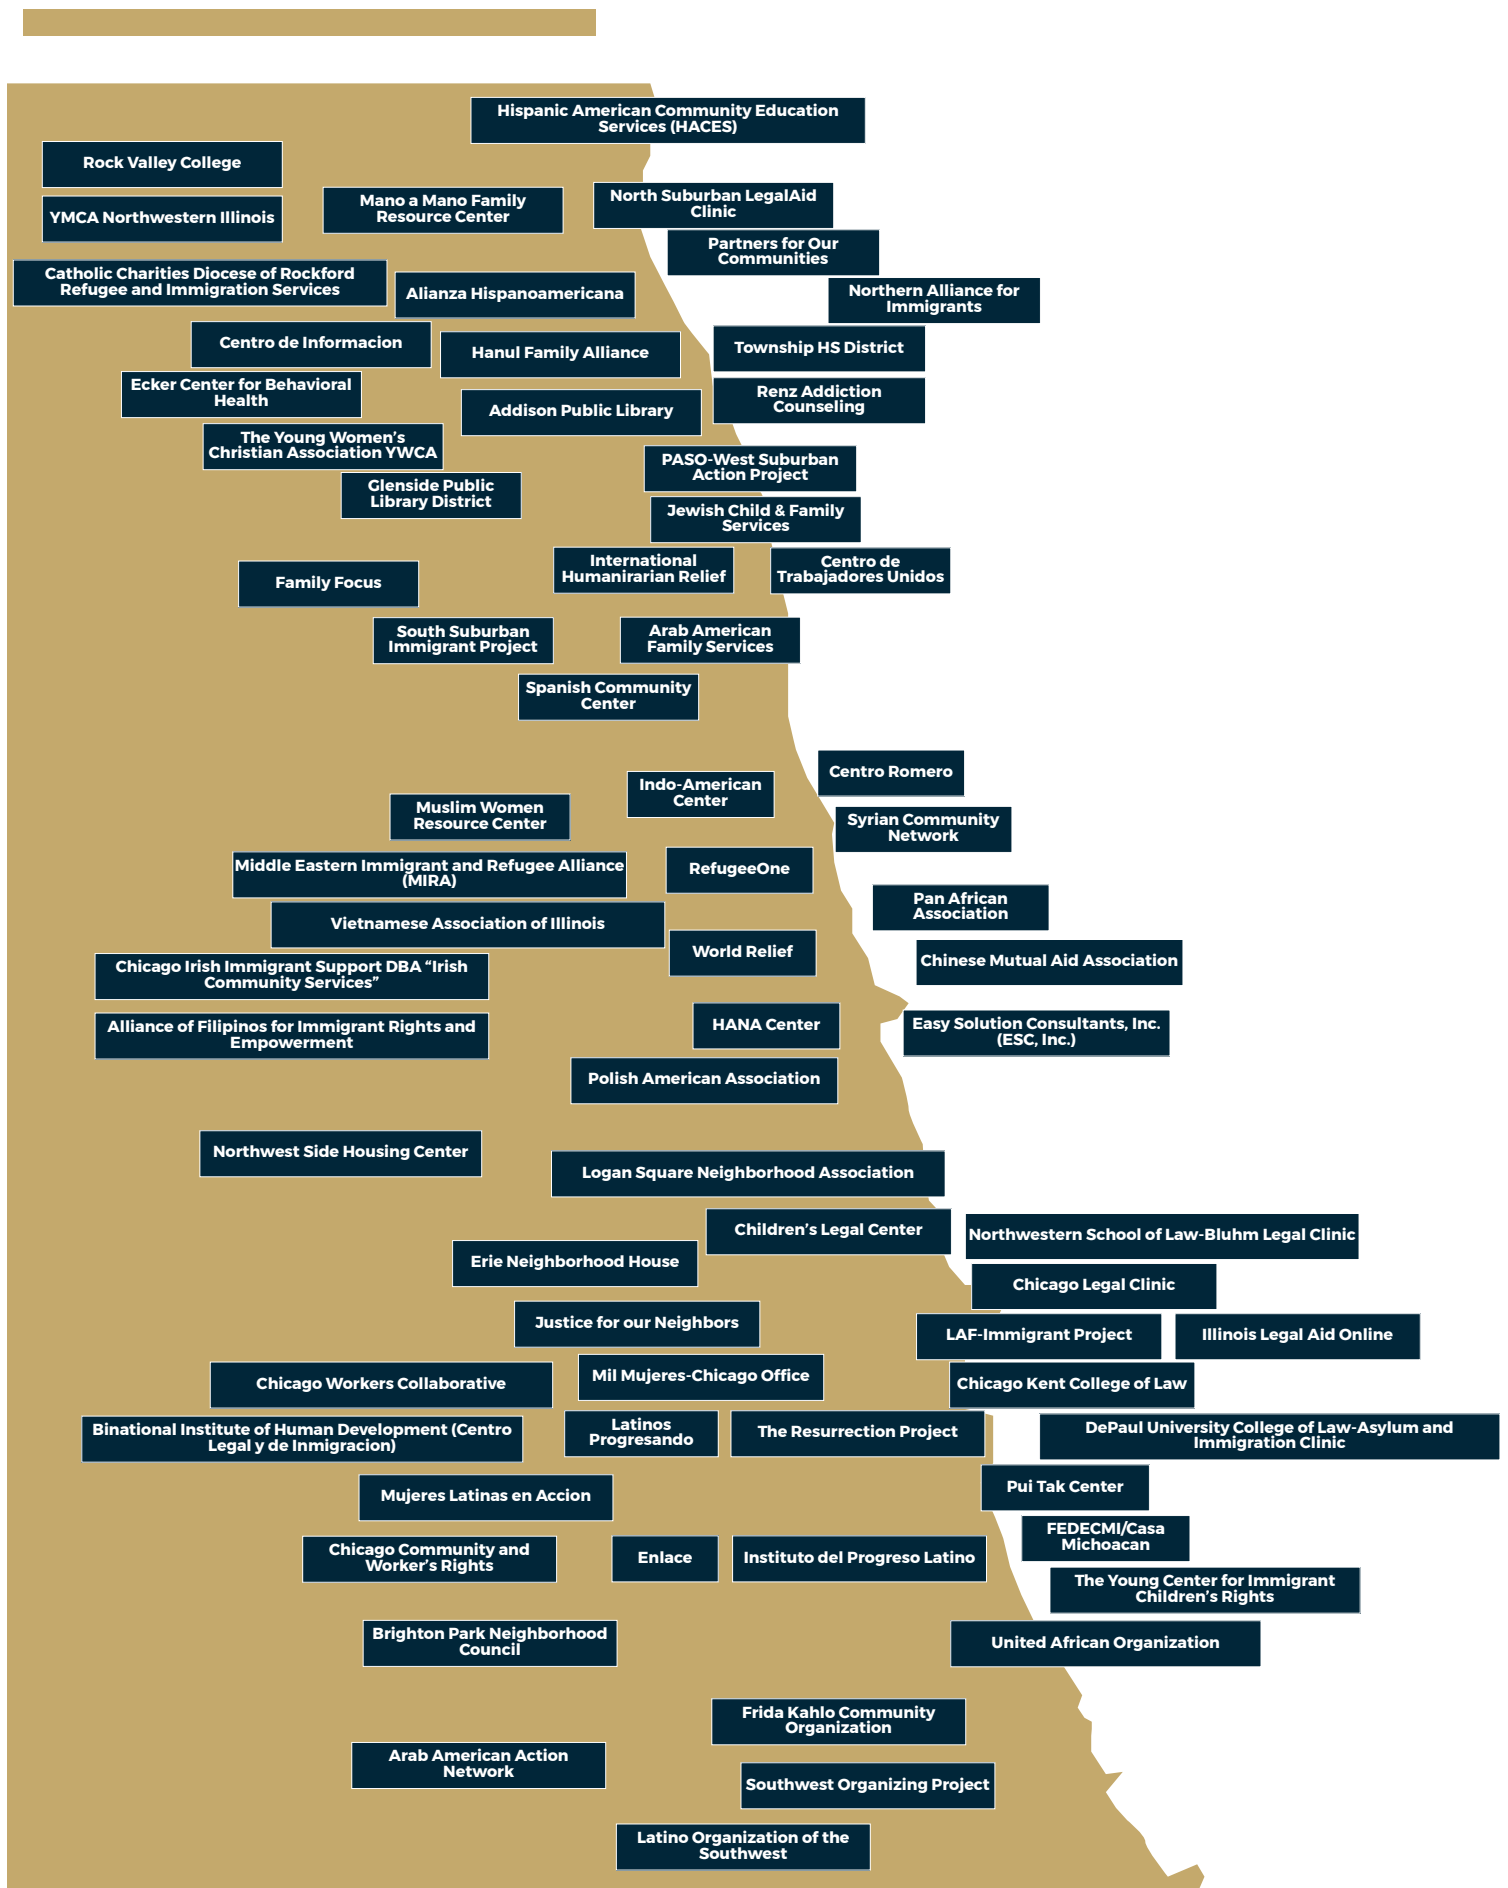 Hispanic American Community Education
Services (HACES)
Rock Valley College
YMCA Northwestern Illinois
Mano a Mano Family
Resource Center
North Suburban LegalAid
Clinic
Partners for Our
Communities
Catholic Charities Diocese of Rockford
Refugee and Immigration Services
Alianza Hispanoamericana
Northern Alliance for
Immigrants
Centro de Informacion
Hanul Family Alliance
Township HS District
Ecker Center for Behavioral
Health
Addison Public Library
Renz Addiction
Counseling
The Young Women’s
Christian Association YWCA
PASO-West Suburban
Action Project
Glenside Public
Library District
Jewish Child & Family
Services
International
Humanirarian Relief
Centro de
Trabajadores Unidos
Family Focus
South Suburban
Immigrant Project
Arab American
Family Services
Spanish Community
Center
Centro Romero
Indo-American
Center
Muslim Women
Resource Center
Syrian Community
Network
Middle Eastern Immigrant and Refugee Alliance
(MIRA)
RefugeeOne
Pan African
Association
Vietnamese Association of Illinois
World Relief
Chinese Mutual Aid Association
Chicago Irish Immigrant Support DBA “Irish
Community Services”
Alliance of Filipinos for Immigrant Rights and
Empowerment
HANA Center
Easy Solution Consultants, Inc.
(ESC, Inc.)
Polish American Association
Northwest Side Housing Center
Logan Square Neighborhood Association
Children’s Legal Center
Northwestern School of Law-Bluhm Legal Clinic
Erie Neighborhood House
Chicago Legal Clinic
Justice for our Neighbors
LAF-Immigrant Project
Illinois Legal Aid Online
Chicago Workers Collaborative
Mil Mujeres-Chicago Office
Chicago Kent College of Law
Binational Institute of Human Development (Centro
Legal y de Inmigracion)
Latinos
Progresando
The Resurrection Project
DePaul University College of Law-Asylum and
Immigration Clinic
Mujeres Latinas en Accion
Pui Tak Center
FEDECMI/Casa
Michoacan
Chicago Community and
Worker’s Rights
Enlace
Instituto del Progreso Latino
The Young Center for Immigrant
Children’s Rights
Brighton Park Neighborhood
Council
United African Organization
Frida Kahlo Community
Organization
Arab American Action
Network
Southwest Organizing Project
Latino Organization of the
Southwest